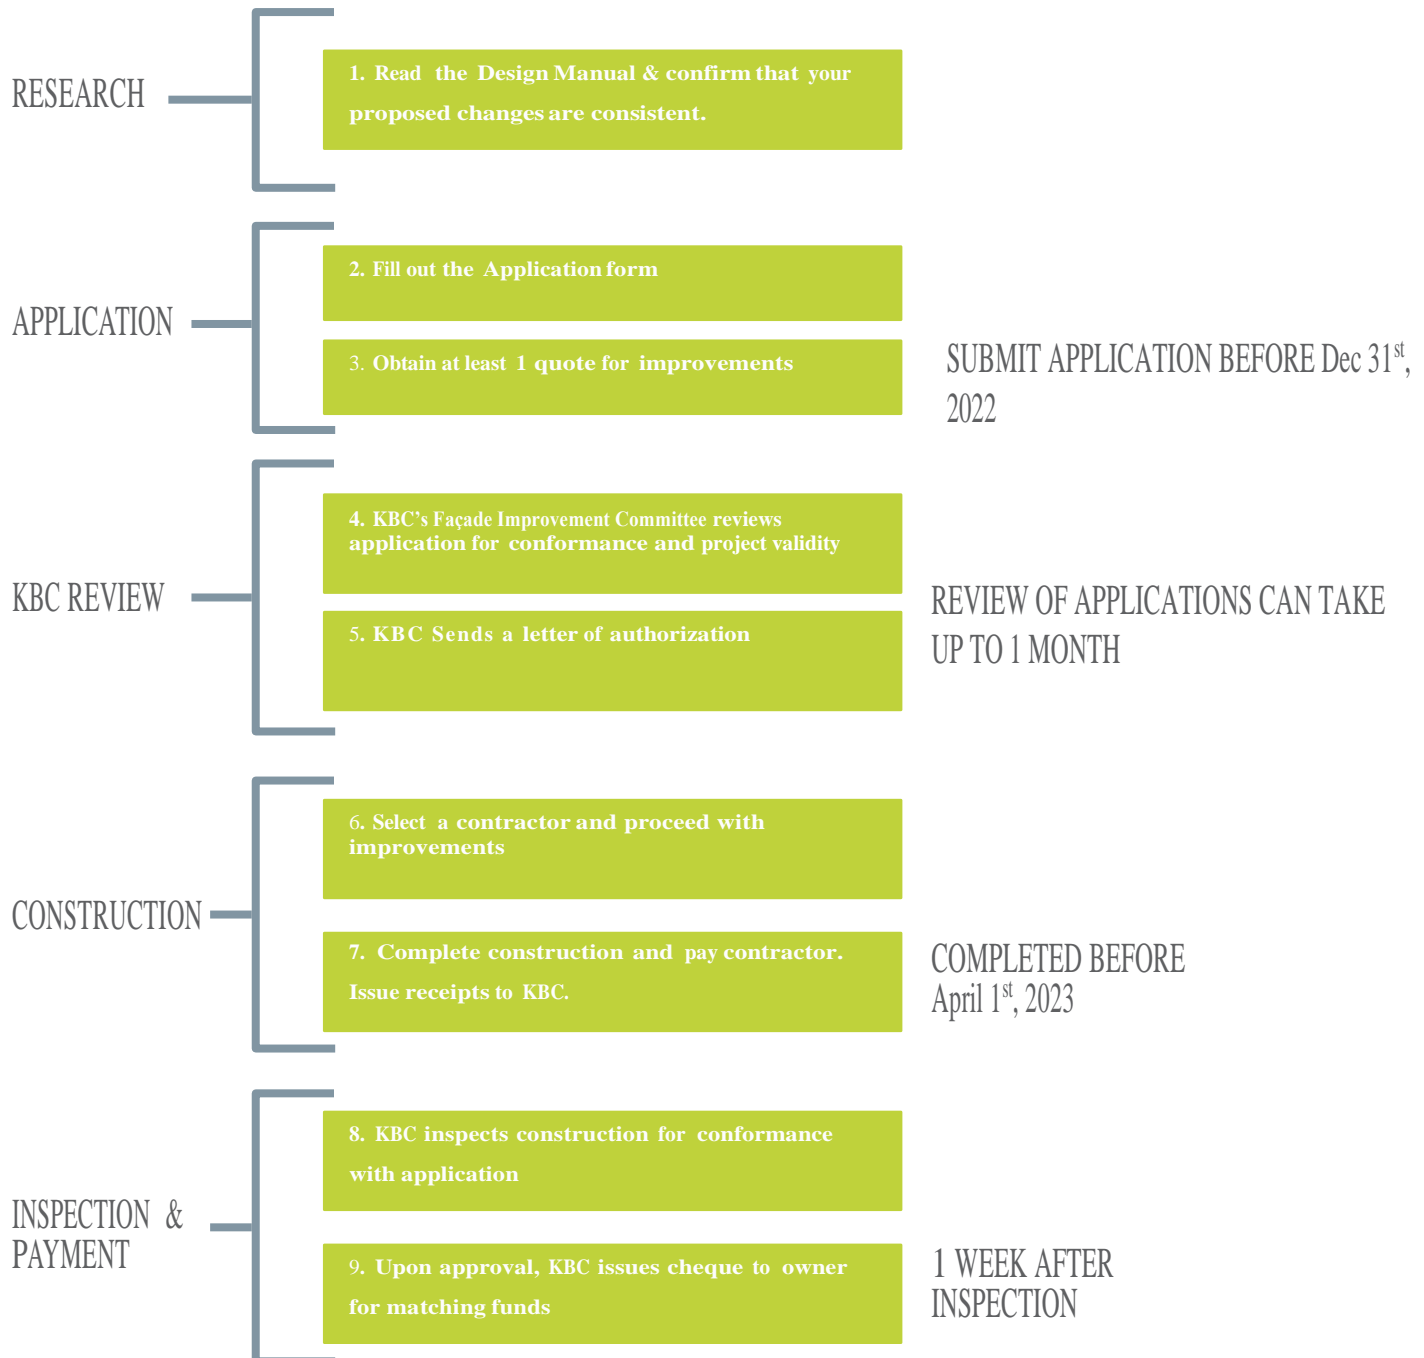 RESEARCH
1. Read the Design Manual & confirm that your
proposed changes are consistent.
APPLICATION
2. Fill out the Application form
3. Obtain at least 1 quote for improvements
SUBMIT APPLICATION BEFORE Dec 31st,
2022
KBC REVIEW
4. KBC’s Façade Improvement Committee reviews
application for conformance and project validity
5. KBC Sends a letter of authorization
REVIEW OF APPLICATIONS CAN TAKE
UP TO 1 MONTH
CONSTRUCTION
6. Select a contractor and proceed with
improvements
7. Complete construction and pay contractor.
Issue receipts to KBC.
COMPLETED BEFORE
April 1st, 2023
INSPECTION &
PAYMENT
8. KBC inspects construction for conformance
with application
9. Upon approval, KBC issues cheque to owner
for matching funds
1 WEEK AFTER
INSPECTION